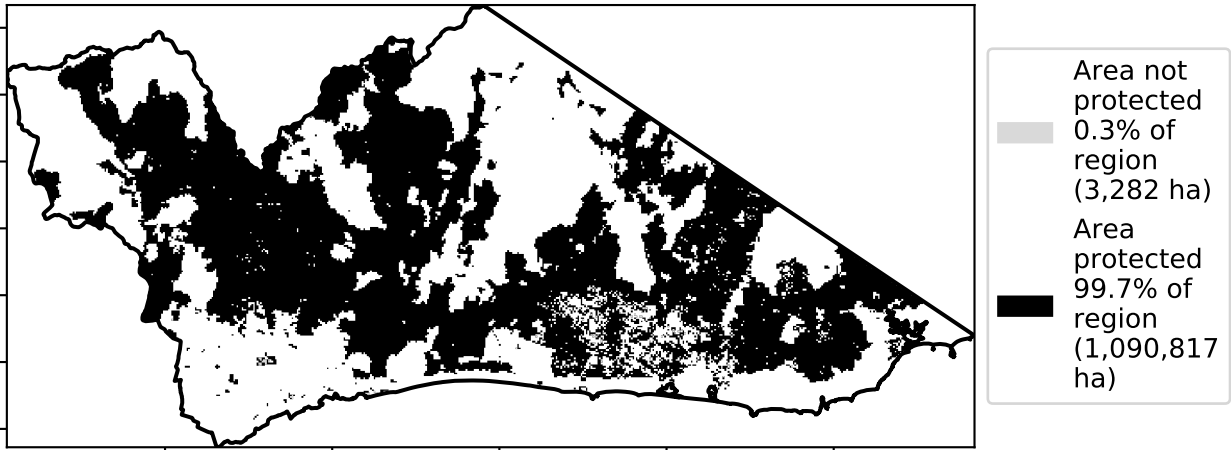 Area not
protected
0.3% of
region
(3,282 ha)
Area
protected
99.7% of
region
(1,090,817
ha)